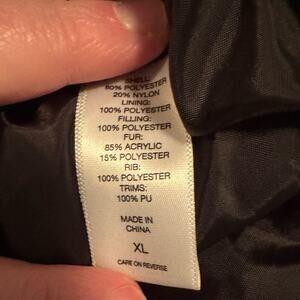 SHELL:
80% POLYESTER
20% NYLON
LINING:
100% POLYESTER
FILLING:
100% POLYESTER
FUR:
85% ACRYLIC
15% POLYESTER
RIB:
100% POLYESTER
TRIMS:
100% PU
MADE IN
CHINA
XL
CARE ON REVERSE